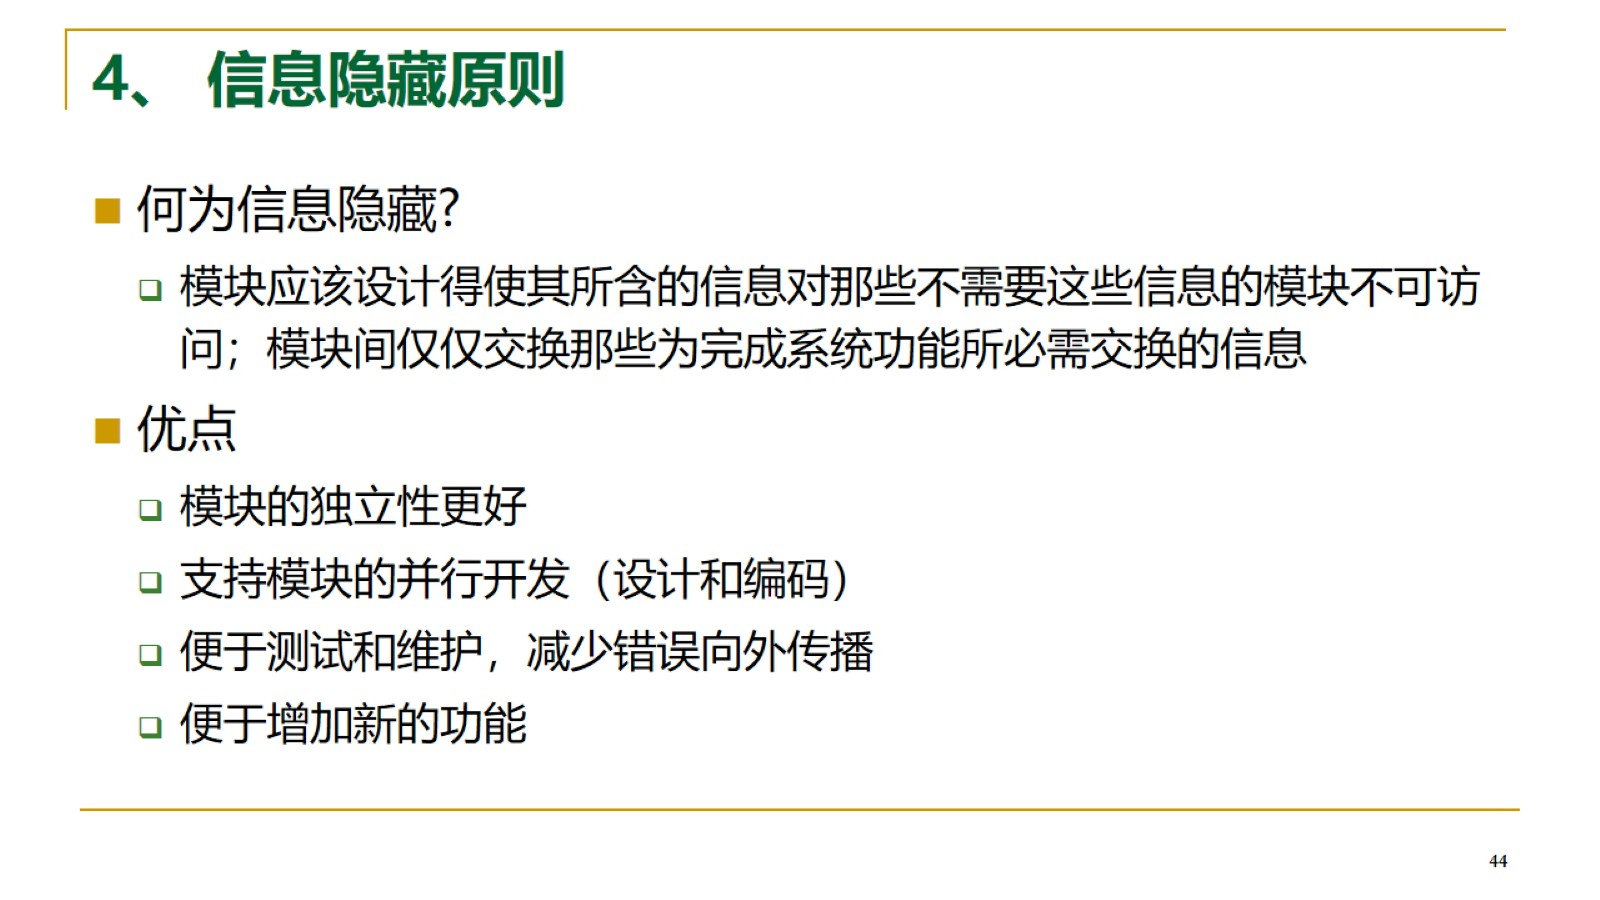 4、 信息隐藏原则
何为信息隐藏?
模块应该设计得使其所含的信息对那些不需要这些信息的模块不可访
问；模块间仅仅交换那些为完成系统功能所必需交换的信息
优点
模块的独立性更好
支持模块的并行开发（设计和编码）
便于测试和维护，减少错误向外传播
便于增加新的功能
44